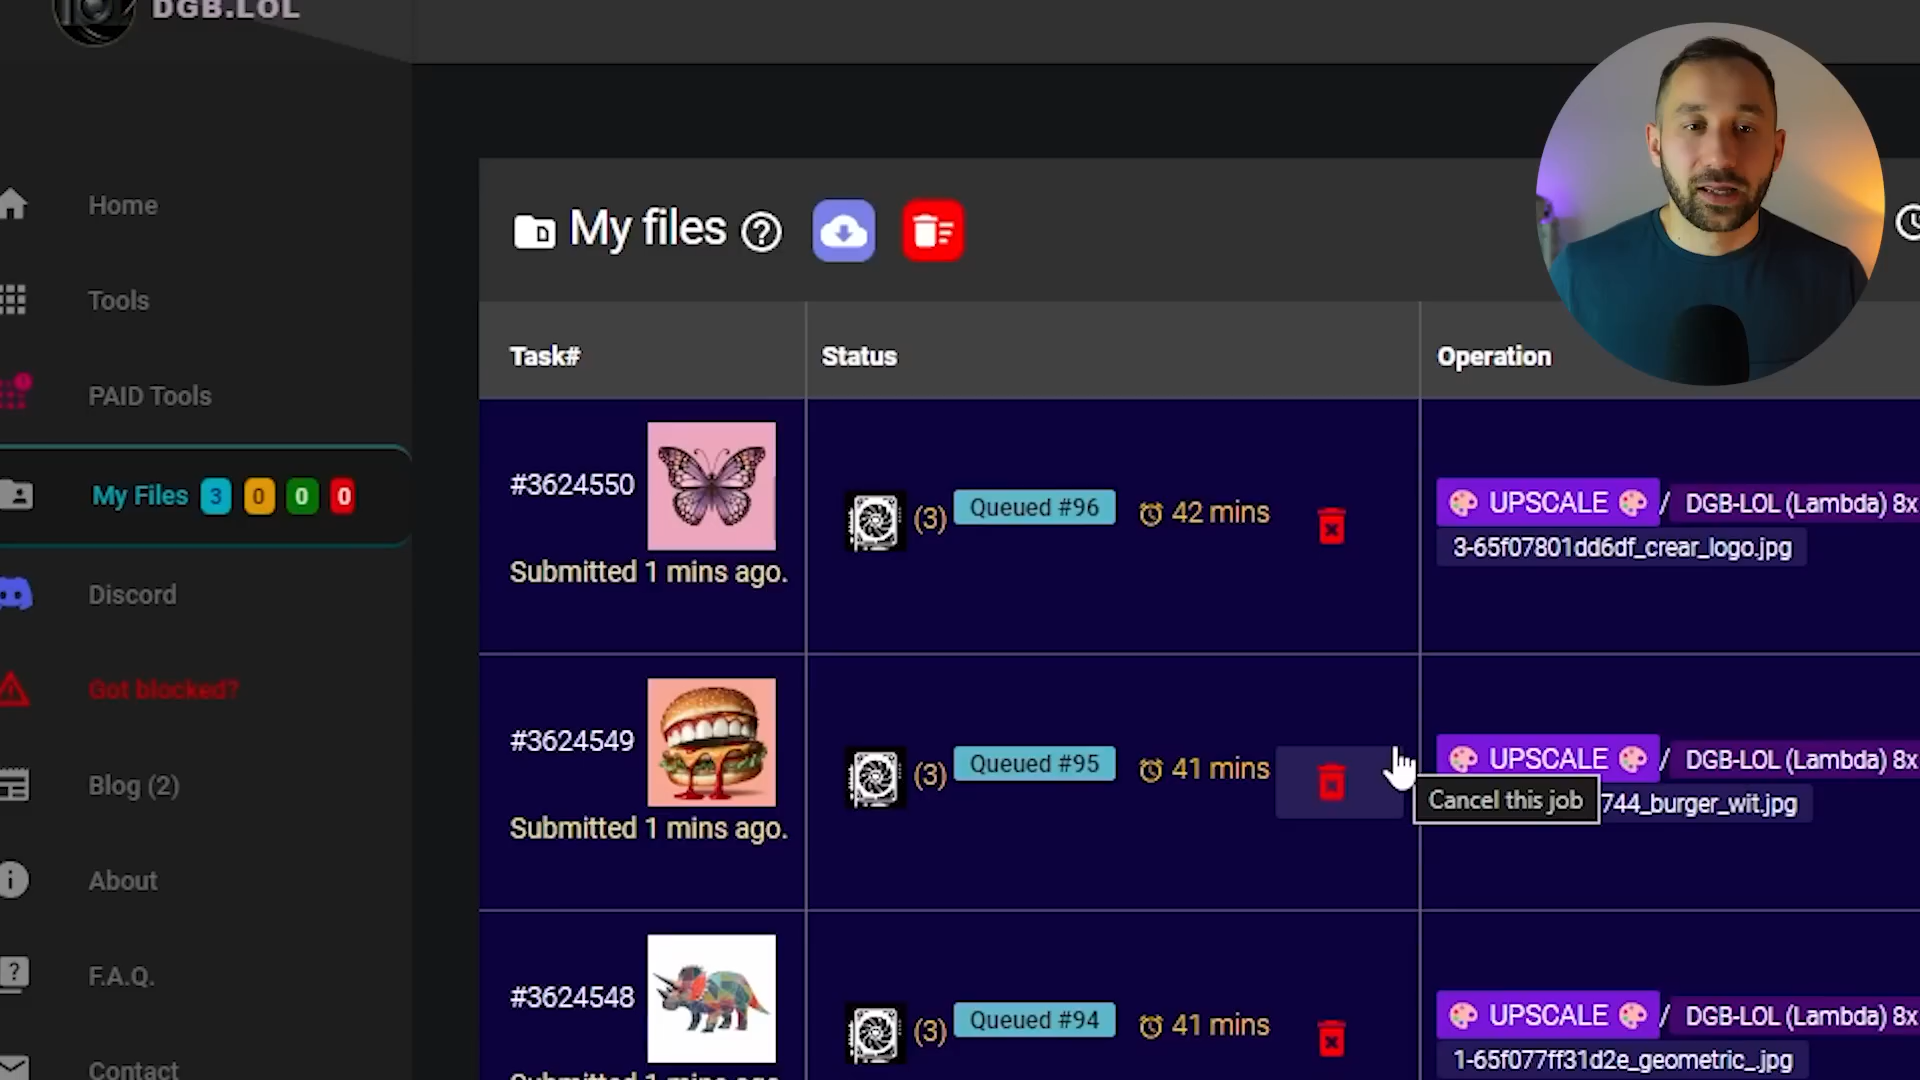 DGB.LOL
Home
Tools
PAID Tools
My Files 3 0 0 0
Discord
Got blocked?
Blog (2)
About
F.A.Q.
Contact
My files
Task#
Status
Operation
#3624550
Submitted 1 mins ago.
(3) Queued #96 42 mins
UPSCALE / DGB-LOL (Lambda) 8x
3-65f07801dd6df_crear_logo.jpg
#3624549
Submitted 1 mins ago.
(3) Queued #95 41 mins
UPSCALE / DGB-LOL (Lambda) 8x
Cancel this job
744_burger_wit.jpg
#3624548
Submitted 1 mins ago.
(3) Queued #94 41 mins
UPSCALE / DGB-LOL (Lambda) 8x
1-65f077ff31d2e_geometric_.jpg